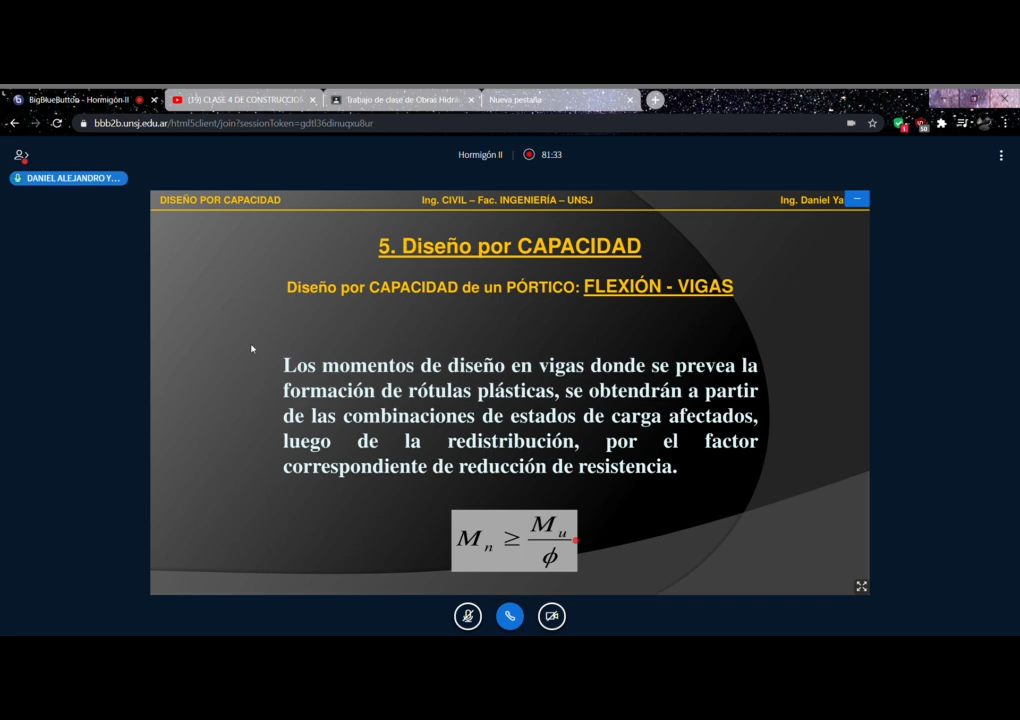 BigBlueButton - Hormigón II
(19) CLASE 4 DE CONSTRUCCION
Trabajo de clase de Obras Hidrá
Nueva pestaña
bbb2b.unsj.edu.ar/html5client/join?sessionToken=gdtl36dinuqxu8ur
Hormigón II | 81:33
DANIEL ALEJANDRO Y...
DISEÑO POR CAPACIDAD
Ing. CIVIL – Fac. INGENIERÍA – UNSJ
Ing. Daniel Ya
5. Diseño por CAPACIDAD
Diseño por CAPACIDAD de un PÓRTICO: FLEXIÓN - VIGAS
Los momentos de diseño en vigas donde se prevea la
formación de rótulas plásticas, se obtendrán a partir
de las combinaciones de estados de carga afectados,
luego de la redistribución, por el factor
correspondiente de reducción de resistencia.
M_n ≥ M_u / ϕ